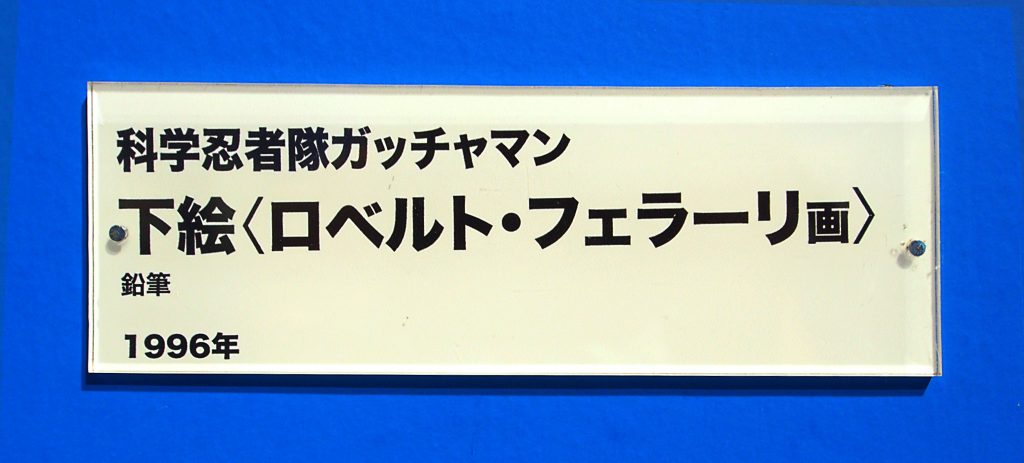 科学忍者隊ガッチャマン
下絵〈ロベルト・フェラーリ画〉
鉛筆
1996年